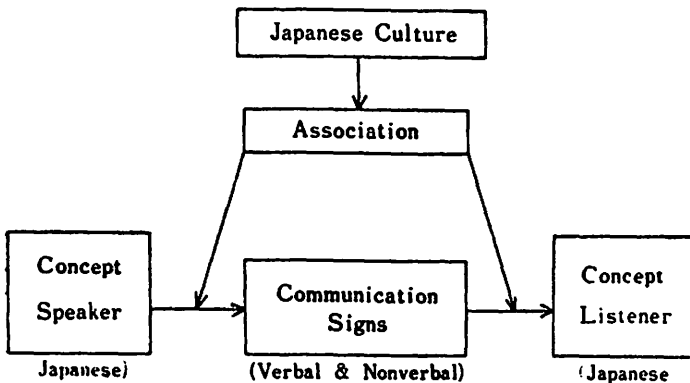 Japanese Culture
Association
Concept
Speaker
Communication
Signs
Concept
Listener
Japanese)
(Verbal & Nonverbal)
(Japanese